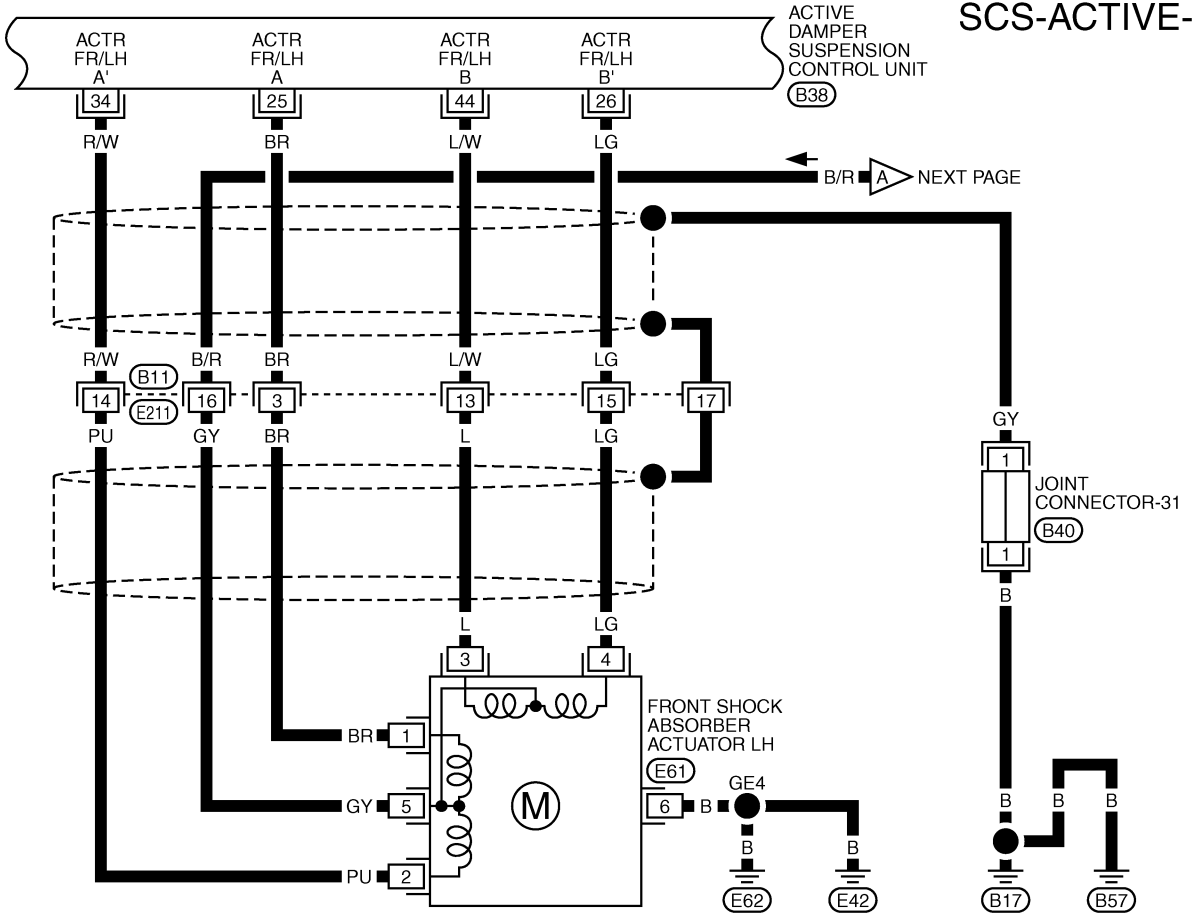 SCS-ACTIVE-
ACTIVE
DAMPER
SUSPENSION
CONTROL UNIT
B38
ACTR
FR/LH
A'
ACTR
FR/LH
A
ACTR
FR/LH
B
ACTR
FR/LH
B'
34 25 44 26
R/W BR L/W LG
B/R A NEXT PAGE
R/W B/R BR L/W LG
B11
14 16 3 13 15 17
E211
PU GY BR L LG
GY
1
JOINT
CONNECTOR-31
B40
1
B
L LG
3 4
FRONT SHOCK
ABSORBER
ACTUATOR LH
E61
BR 1
GE4
GY 5 M 6 B
B B B
B B
PU 2
E62 E42 B17 B57